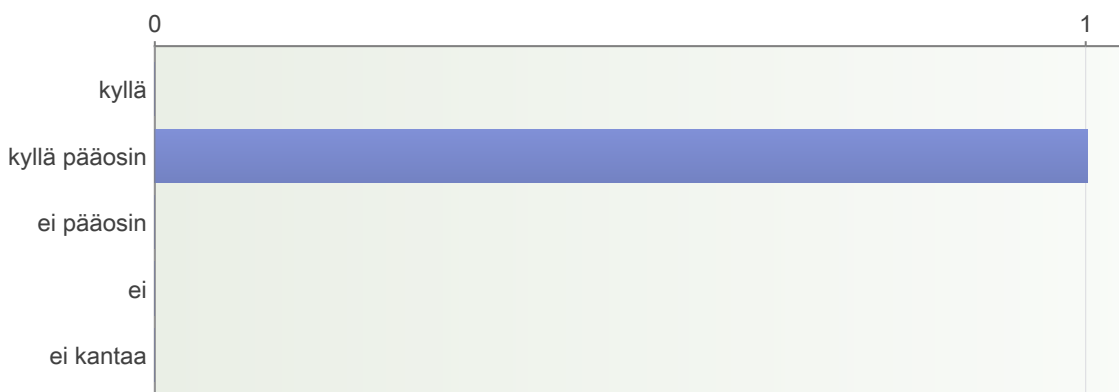 0 1
kyllä
kyllä pääosin
ei pääosin
ei
ei kantaa